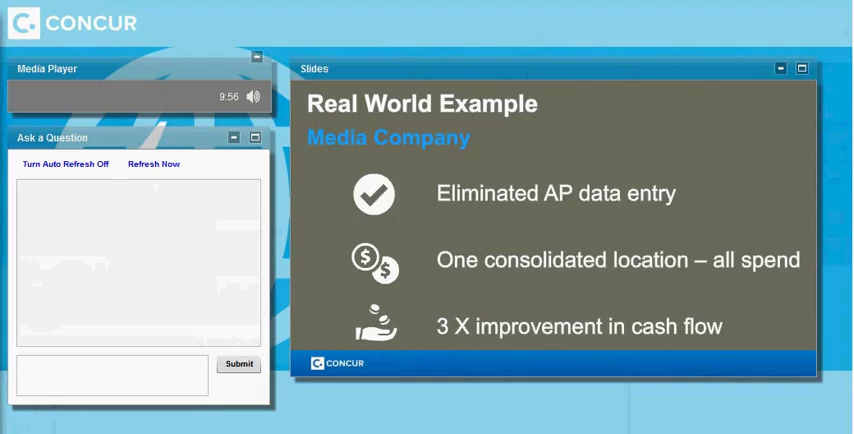 CONCUR
Media Player
9:56
Ask a Question
Turn Auto Refresh Off Refresh Now
Submit
Slides
Real World Example
Media Company
Eliminated AP data entry
One consolidated location – all spend
3 X improvement in cash flow
CONCUR